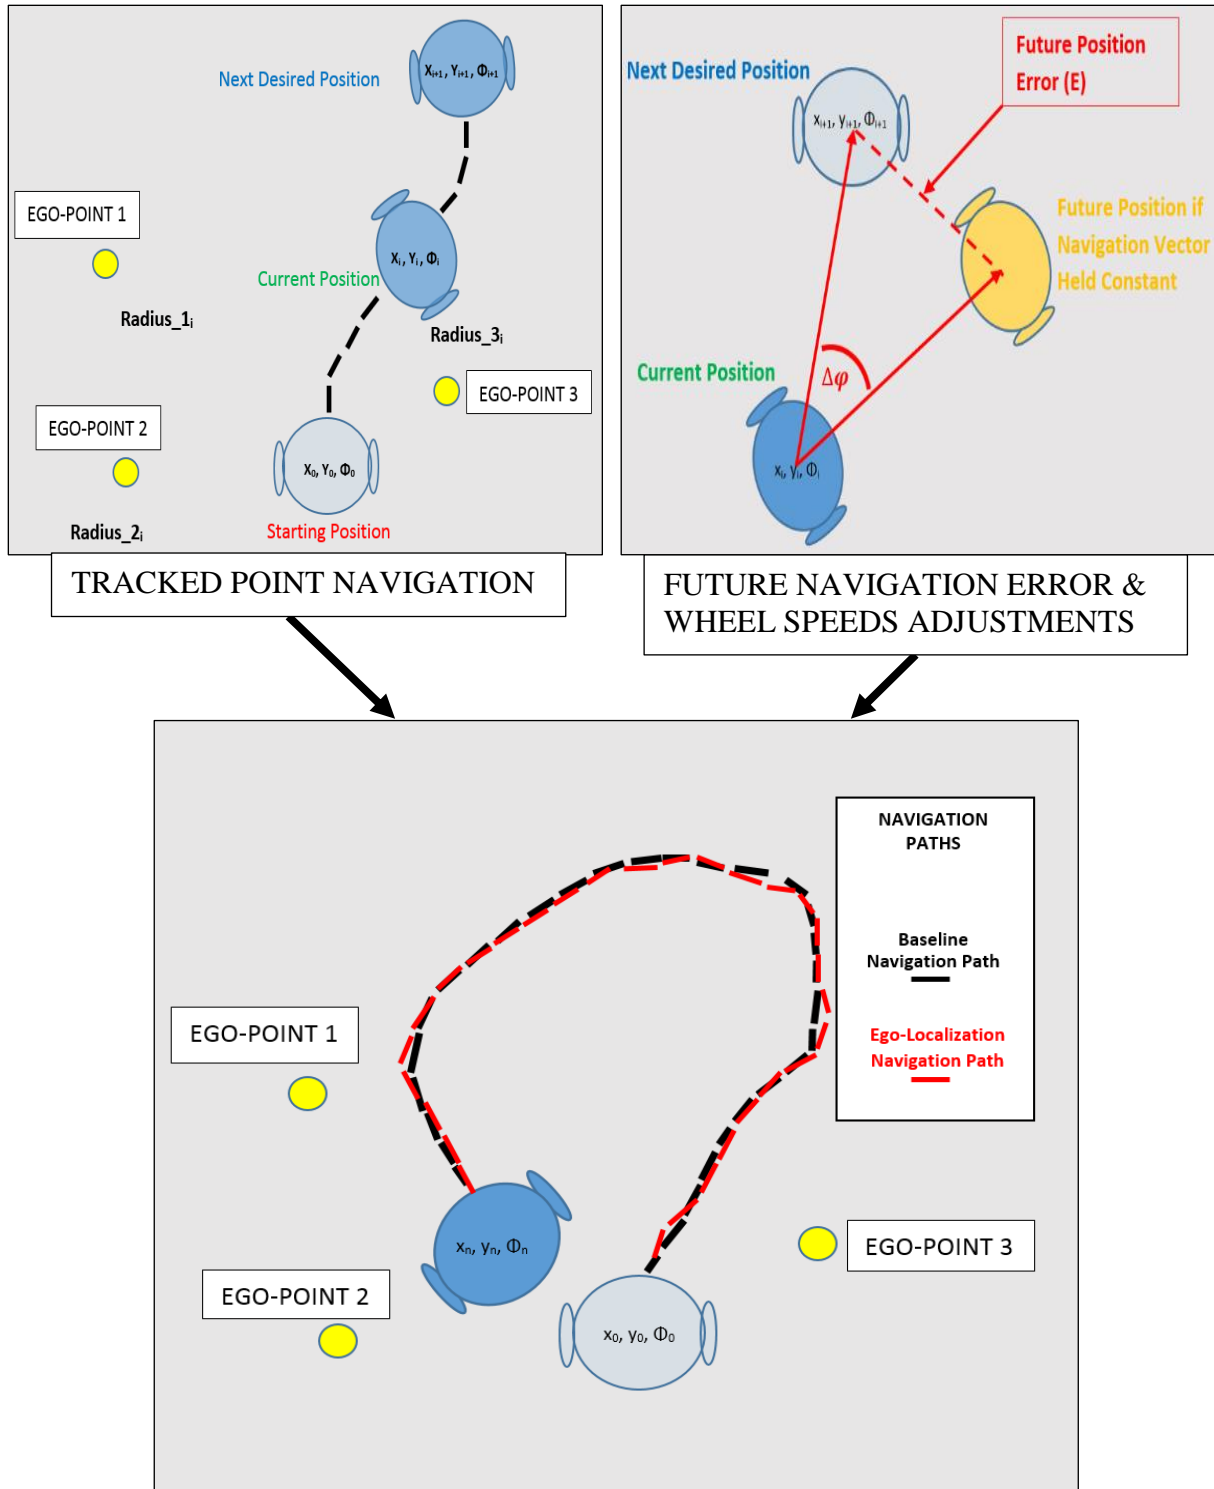 Xᵢ₊₁, Yᵢ₊₁, Φᵢ₊₁
Next Desired Position
EGO-POINT 1
Xᵢ, Yᵢ, Φᵢ
Current Position
Radius_1ᵢ
Radius_3ᵢ
EGO-POINT 3
EGO-POINT 2
X₀, Y₀, Φ₀
Radius_2ᵢ
Starting Position
TRACKED POINT NAVIGATION
Future Position
Error (E)
Next Desired Position
xᵢ₊₁, yᵢ₊₁, Φᵢ₊₁
Future Position if
Navigation Vector
Held Constant
Current Position
Δφ
xᵢ, yᵢ, Φᵢ
FUTURE NAVIGATION ERROR &
WHEEL SPEEDS ADJUSTMENTS
NAVIGATION
PATHS
Baseline
Navigation Path
Ego-Localization
Navigation Path
EGO-POINT 1
xₙ, yₙ, Φₙ
EGO-POINT 3
EGO-POINT 2
x₀, y₀, Φ₀